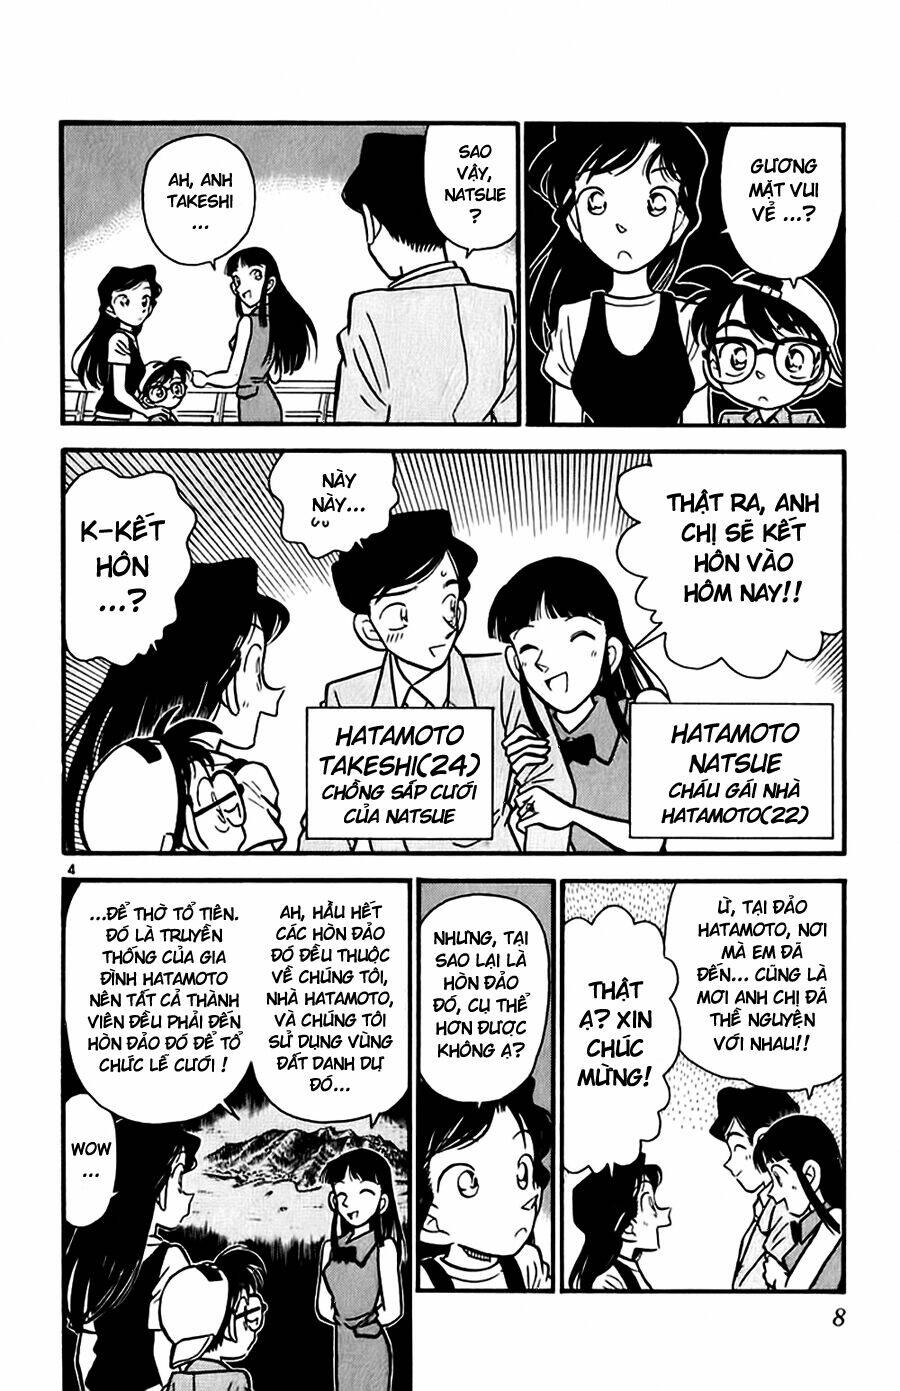 GƯƠNG
MẶT VUI
VẺ ...?
SAO
VẬY,
NATSUE
?
AH, ANH
TAKESHI
...
THẬT RA, ANH
CHỊ SẼ KẾT
HÔN VÀO
HÔM NAY!!
NÀY
NÀY...
K-KẾT
HÔN
...?
HATAMOTO
NATSUE
CHÁU GÁI NHÀ
HATAMOTO(22)
HATAMOTO
TAKESHI(24)
CHỒNG SẮP CƯỚI
CỦA NATSUE
4
Ừ, TẠI ĐẢO
HATAMOTO, NƠI
MÀ EM ĐÃ
ĐẾN... CŨNG LÀ
MƠI ANH CHỊ ĐÃ
THỀ NGUYỆN
VỚI NHAU!!
THẬT
Ạ? XIN
CHÚC
MỪNG!
NHƯNG, TẠI
SAO LẠI LÀ
HÒN ĐẢO
ĐÓ, CỤ THỂ
HƠN ĐƯỢC
KHÔNG Ạ?
AH, HẦU HẾT
CÁC HÒN ĐẢO
ĐÓ ĐỀU THUỘC
VỀ CHÚNG TÔI,
NHÀ HATAMOTO,
VÀ CHÚNG TÔI
SỬ DỤNG VÙNG
ĐẤT DANH DỰ
ĐÓ...
...ĐỂ THỜ TỔ TIÊN.
ĐÓ LÀ TRUYỀN
THỐNG CỦA GIA
ĐÌNH HATAMOTO
NÊN TẤT CẢ THÀNH
VIÊN ĐỀU PHẢI ĐẾN
HÒN ĐẢO ĐÓ ĐỂ TỔ
CHỨC LỄ CƯỚI !
WOW
...
8